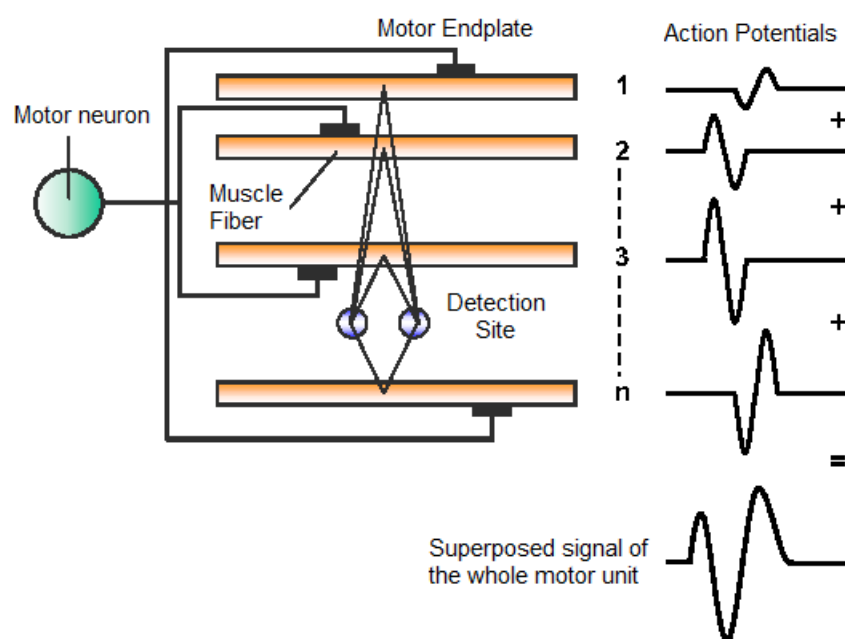 Motor Endplate
Action Potentials
Motor neuron
1
+
2
Muscle
Fiber
+
3
Detection
Site
+
n
=
Superposed signal of
the whole motor unit